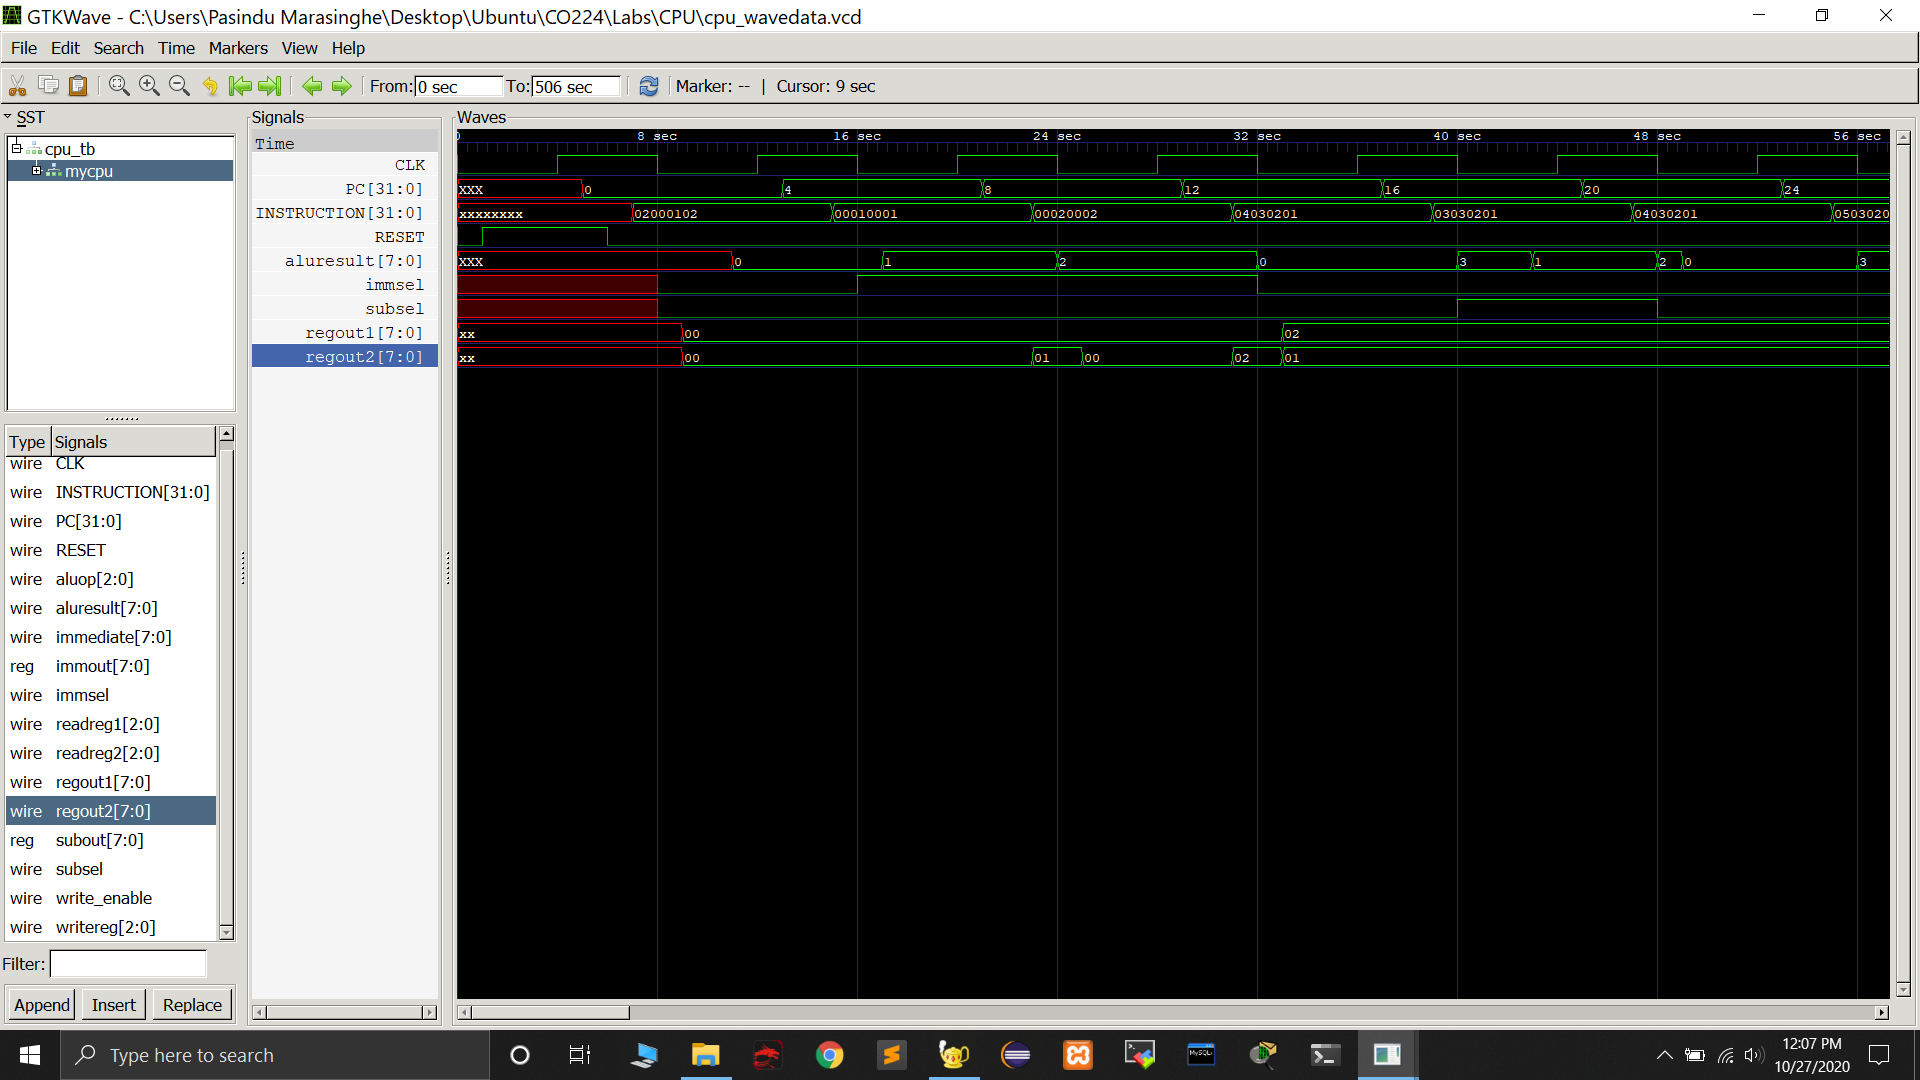 GTKWave - C:\Users\Pasindu Marasinghe\Desktop\Ubuntu\CO224\Labs\CPU\cpu_wavedata.vcd
File Edit Search Time Markers View Help
From: 0 sec To: 506 sec Marker: -- | Cursor: 9 sec
SST
cpu_tb
mycpu
Type Signals
wire CLK
wire INSTRUCTION[31:0]
wire PC[31:0]
wire RESET
wire aluop[2:0]
wire aluresult[7:0]
wire immediate[7:0]
reg immout[7:0]
wire immsel
wire readreg1[2:0]
wire readreg2[2:0]
wire regout1[7:0]
wire regout2[7:0]
reg subout[7:0]
wire subsel
wire write_enable
wire writereg[2:0]
Filter:
Append Insert Replace
Signals
Time
CLK
PC[31:0]
INSTRUCTION[31:0]
RESET
aluresult[7:0]
immsel
subsel
regout1[7:0]
regout2[7:0]
Waves
0 8 sec 16 sec 24 sec 32 sec 40 sec 48 sec 56 sec
XXX 0 4 8 12 16 20 24
xxxxxxxx 02000102 00010001 00020002 04030201 03030201 04030201 0503020
XXX 0 1 2 0 3 1 2 0 3
xx 00 02
xx 00 01 00 02 01
Type here to search
MySQL
12:07 PM
10/27/2020